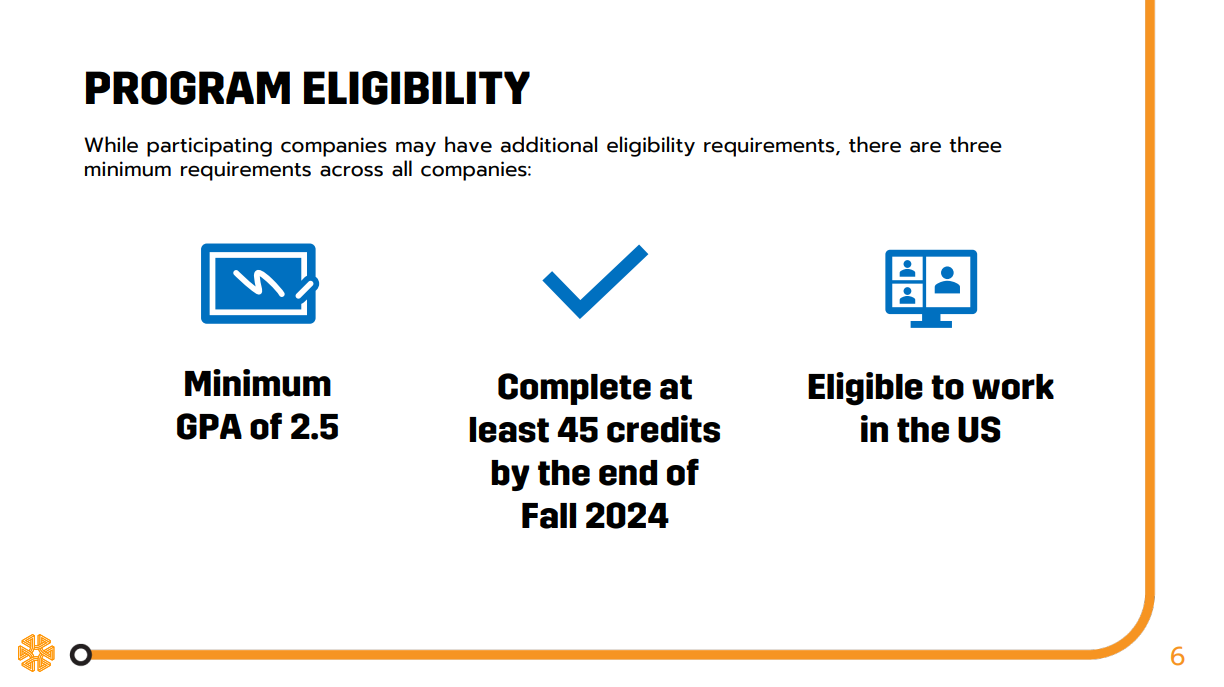 PROGRAM ELIGIBILITY
While participating companies may have additional eligibility requirements, there are three
minimum requirements across all companies:
Minimum
GPA of 2.5
Complete at
least 45 credits
by the end of
Fall 2024
Eligible to work
in the US
6